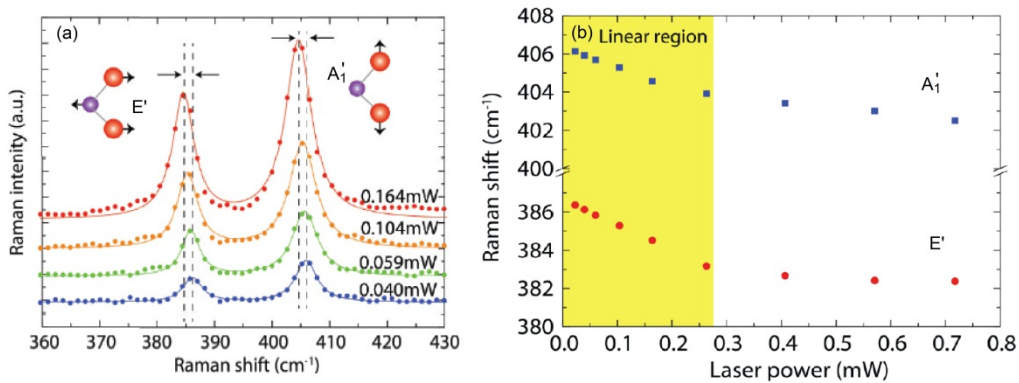 (a)
E'
A'1
0.164mW
0.104mW
0.059mW
0.040mW
Raman intenity (a.u.)
360 370 380 390 400 410 420 430
Raman shift (cm-1)
(b)
Linear region
A'1
E'
408
406
404
402
400
386
384
382
380
Raman shift (cm-1)
0.0 0.1 0.2 0.3 0.4 0.5 0.6 0.7 0.8
Laser power (mW)